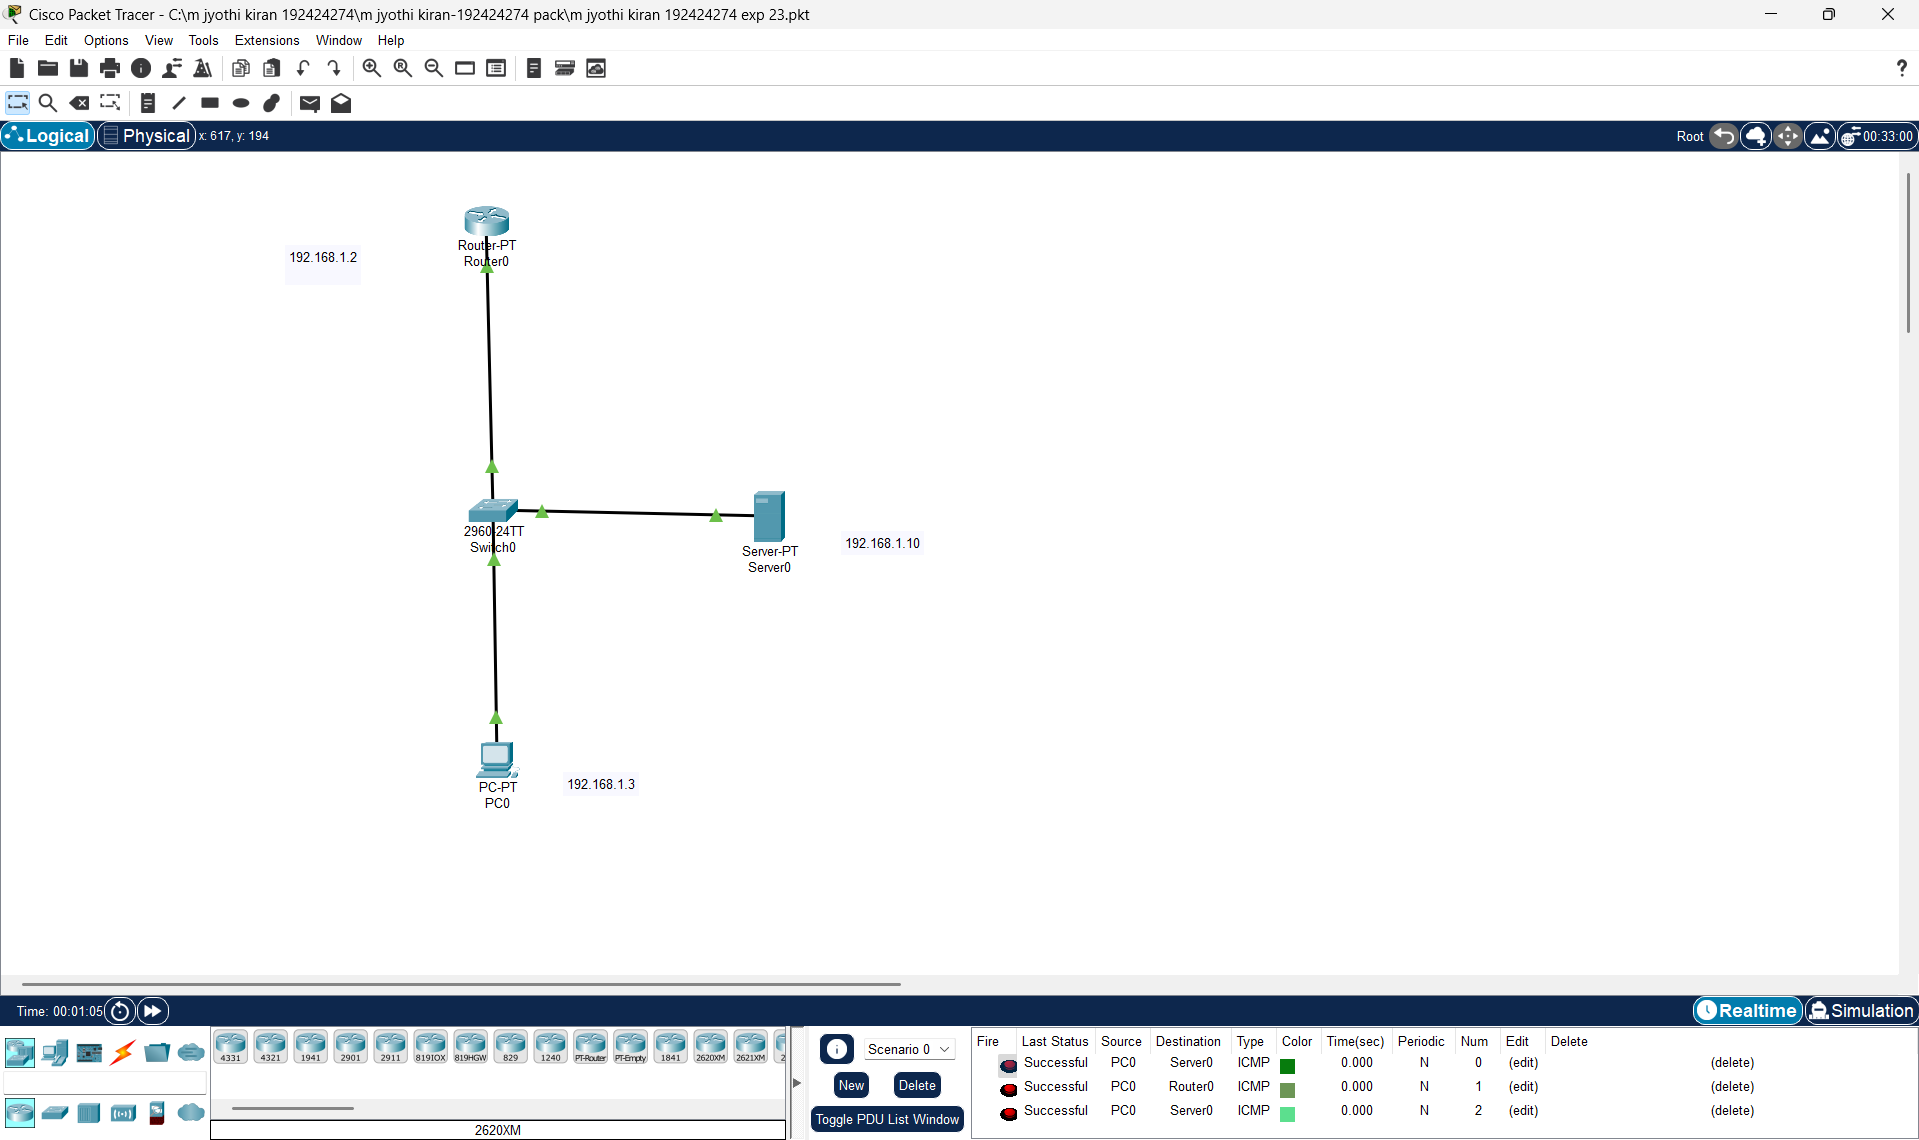 Cisco Packet Tracer - C:\m jyothi kiran 192424274\m jyothi kiran-192424274 pack\m jyothi kiran 192424274 exp 23.pkt
File Edit Options View Tools Extensions Window Help
?
Logical Physical x: 617, y: 194 Root 00:33:00
Router-PT
Router0
192.168.1.2
2960-24TT
Switch0
Server-PT
Server0
192.168.1.10
PC-PT
PC0
192.168.1.3
Time: 00:01:05 Realtime Simulation
4331 4321 1941 2901 2911 819IOX 819HGW 829 1240 PT-Router PT-Empty 1841 2620XM 2621XM 2
2620XM
Scenario 0
New Delete
Toggle PDU List Window
Fire Last Status Source Destination Type Color Time(sec) Periodic Num Edit Delete
Successful PC0 Server0 ICMP 0.000 N 0 (edit) (delete)
Successful PC0 Router0 ICMP 0.000 N 1 (edit) (delete)
Successful PC0 Server0 ICMP 0.000 N 2 (edit) (delete)